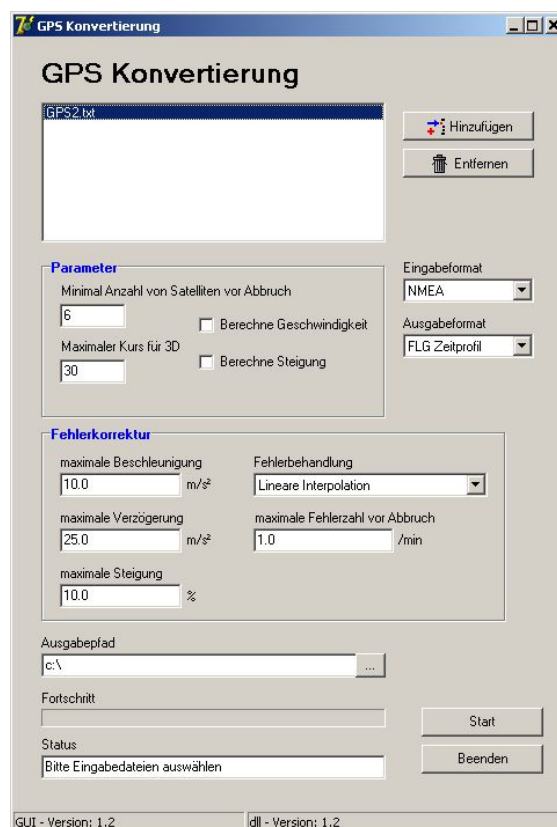 GPS Konvertierung
GPS Konvertierung
GPS2.txt
Hinzufügen
Entfernen
Parameter
Minimal Anzahl von Satelliten vor Abbruch
6
Berechne Geschwindigkeit
Maximaler Kurs für 3D
30
Berechne Steigung
Eingabeformat
NMEA
Ausgabeformat
FLG Zeitprofil
Fehlerkorrektur
maximale Beschleunigung
10.0 m/s²
Fehlerbehandlung
Lineare Interpolation
maximale Verzögerung
25.0 m/s²
maximale Fehlerzahl vor Abbruch
1.0 /min
maximale Steigung
10.0 %
Ausgabepfad
c:\
...
Fortschritt
Status
Bitte Eingabedateien auswählen
Start
Beenden
GUI - Version: 1.2
dll - Version: 1.2